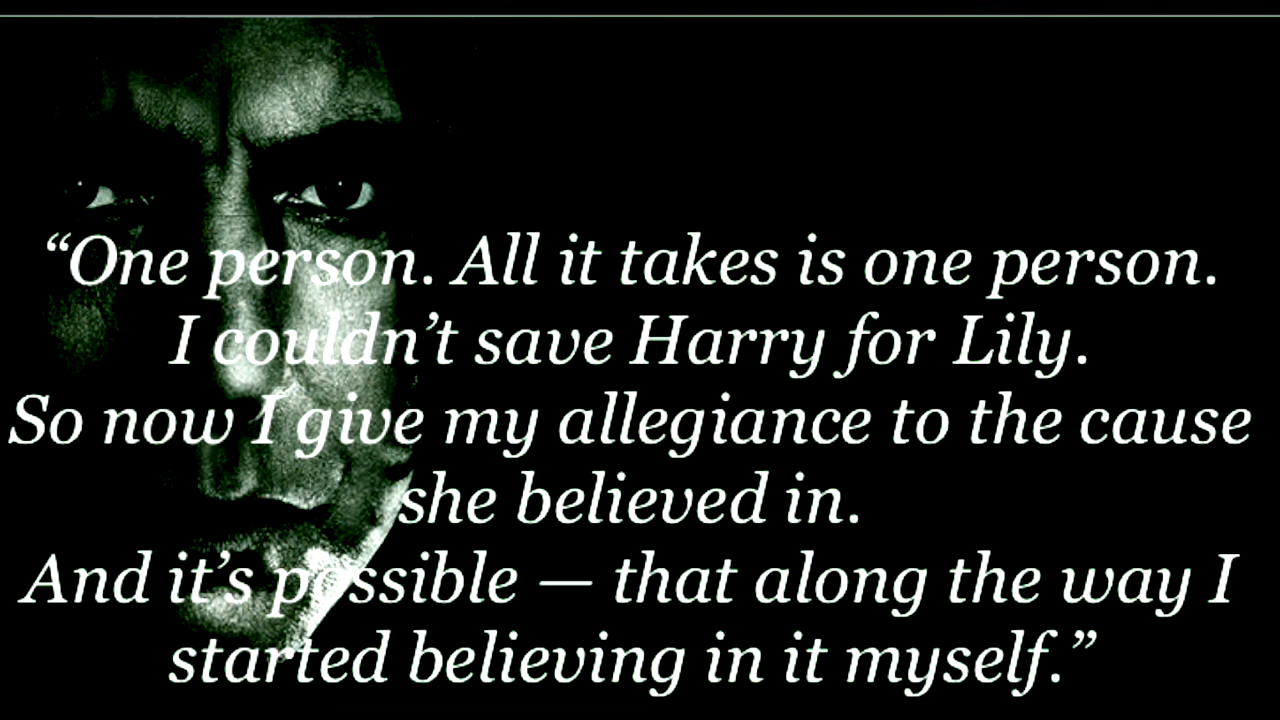 “One person. All it takes is one person.
I couldn’t save Harry for Lily.
So now I give my allegiance to the cause
she believed in.
And it’s possible — that along the way I
started believing in it myself.”